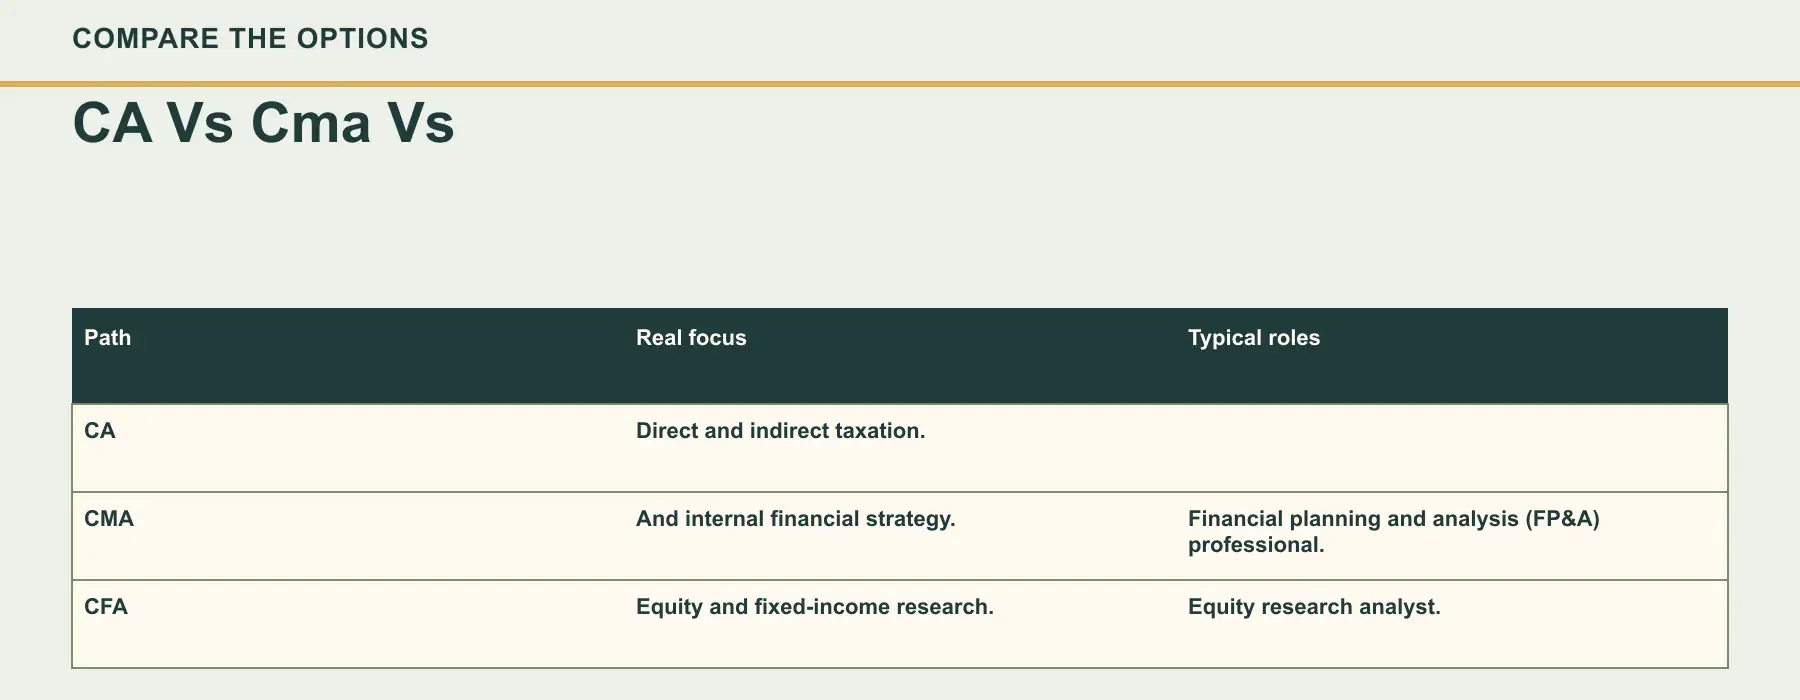 COMPARE THE OPTIONS
CA Vs Cma Vs
Path Real focus Typical roles
CA Direct and indirect taxation.
CMA And internal financial strategy. Financial planning and analysis (FP&A)
professional.
CFA Equity and fixed-income research. Equity research analyst.